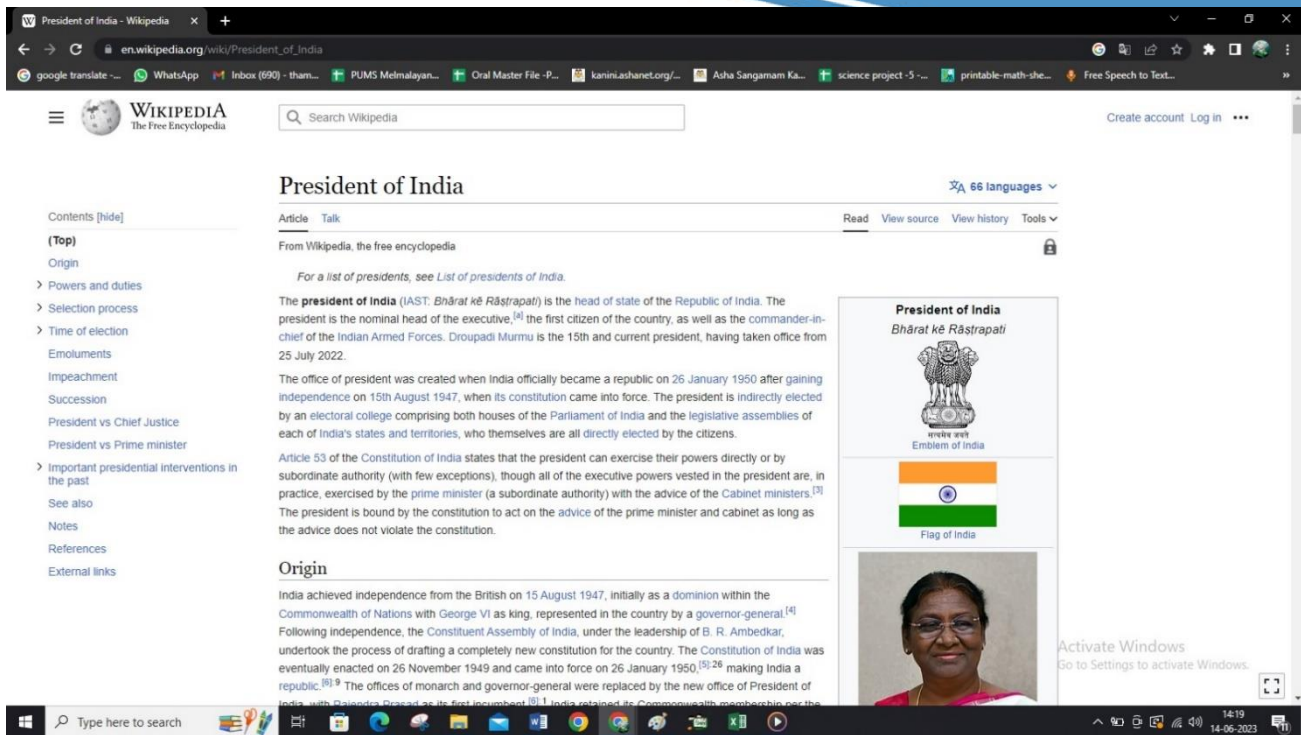 President of India - Wikipedia
en.wikipedia.org/wiki/President_of_India
google translate -...
WhatsApp
Inbox (690) - tham...
PUMS Melmalayan...
Oral Master File -P...
kanini.ashanet.org/...
Asha Sangamam Ka...
science project -5 -...
printable-math-she...
Free Speech to Text...
WIKIPEDIA
The Free Encyclopedia
Search Wikipedia
Create account Log in
President of India
66 languages
Article Talk
Read View source View history Tools
From Wikipedia, the free encyclopedia
Contents [hide]
(Top)
Origin
Powers and duties
Selection process
Time of election
Emoluments
Impeachment
Succession
President vs Chief Justice
President vs Prime minister
Important presidential interventions in
the past
See also
Notes
References
External links
For a list of presidents, see List of presidents of India.
The president of India (IAST: Bhārat kē Rāṣṭrapati) is the head of state of the Republic of India. The
president is the nominal head of the executive,[a] the first citizen of the country, as well as the commander-in-
chief of the Indian Armed Forces. Droupadi Murmu is the 15th and current president, having taken office from
25 July 2022.
The office of president was created when India officially became a republic on 26 January 1950 after gaining
independence on 15th August 1947, when its constitution came into force. The president is indirectly elected
by an electoral college comprising both houses of the Parliament of India and the legislative assemblies of
each of India's states and territories, who themselves are all directly elected by the citizens.
Article 53 of the Constitution of India states that the president can exercise their powers directly or by
subordinate authority (with few exceptions), though all of the executive powers vested in the president are, in
practice, exercised by the prime minister (a subordinate authority) with the advice of the Cabinet ministers.[3]
The president is bound by the constitution to act on the advice of the prime minister and cabinet as long as
the advice does not violate the constitution.
Origin
India achieved independence from the British on 15 August 1947, initially as a dominion within the
Commonwealth of Nations with George VI as king, represented in the country by a governor-general.[4]
Following independence, the Constituent Assembly of India, under the leadership of B. R. Ambedkar,
undertook the process of drafting a completely new constitution for the country. The Constitution of India was
eventually enacted on 26 November 1949 and came into force on 26 January 1950,[5]:26 making India a
republic.[6]:9 The offices of monarch and governor-general were replaced by the new office of President of
India, with Rajendra Prasad as its first incumbent.[6]:1 India retained its Commonwealth membership per the
President of India
Bhārat kē Rāṣṭrapati
सत्यमेव जयते
Emblem of India
Flag of India
Activate Windows
Go to Settings to activate Windows.
Type here to search
14:19
14-06-2023